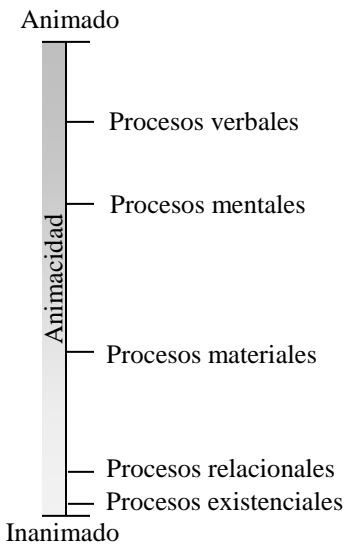 Animado
Procesos verbales
Procesos mentales
Animacidad
Procesos materiales
Procesos relacionales
Procesos existenciales
Inanimado